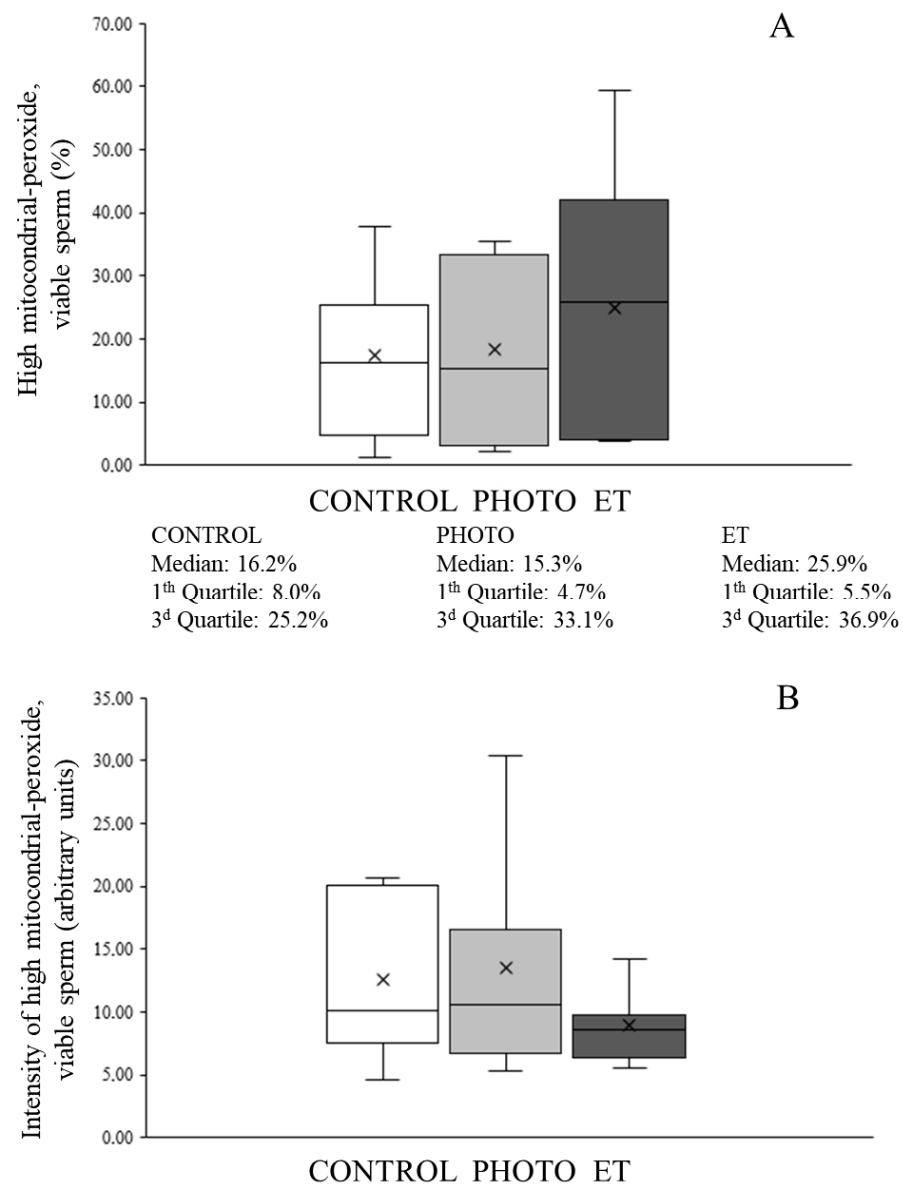 A
High mitocondrial-peroxide,
viable sperm (%)
70.00
60.00
50.00
40.00
30.00
20.00
10.00
0.00
CONTROL PHOTO ET
CONTROL PHOTO ET
Median: 16.2% Median: 15.3% Median: 25.9%
1th Quartile: 8.0% 1th Quartile: 4.7% 1th Quartile: 5.5%
3d Quartile: 25.2% 3d Quartile: 33.1% 3d Quartile: 36.9%
B
Intensity of high mitocondrial-peroxide,
viable sperm (arbitrary units)
35.00
30.00
25.00
20.00
15.00
10.00
5.00
0.00
CONTROL PHOTO ET